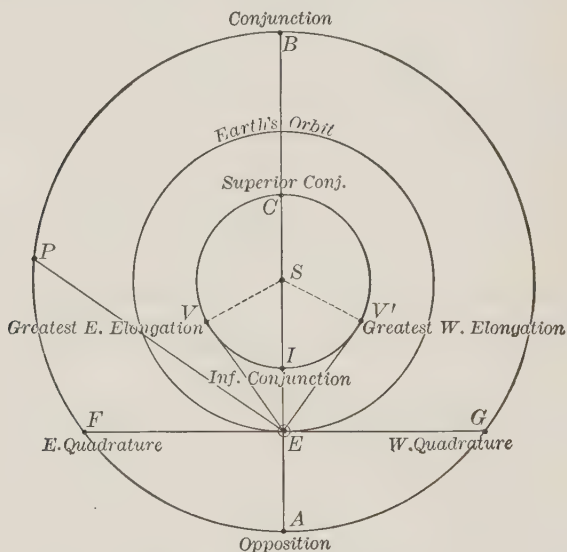 Conjunction
B
Earth's Orbit
Superior Conj.
C
P
S
V
V'
Greatest E. Elongation
Greatest W. Elongation
I
Inf. Conjunction
F
G
E
E. Quadrature
W. Quadrature
A
Opposition